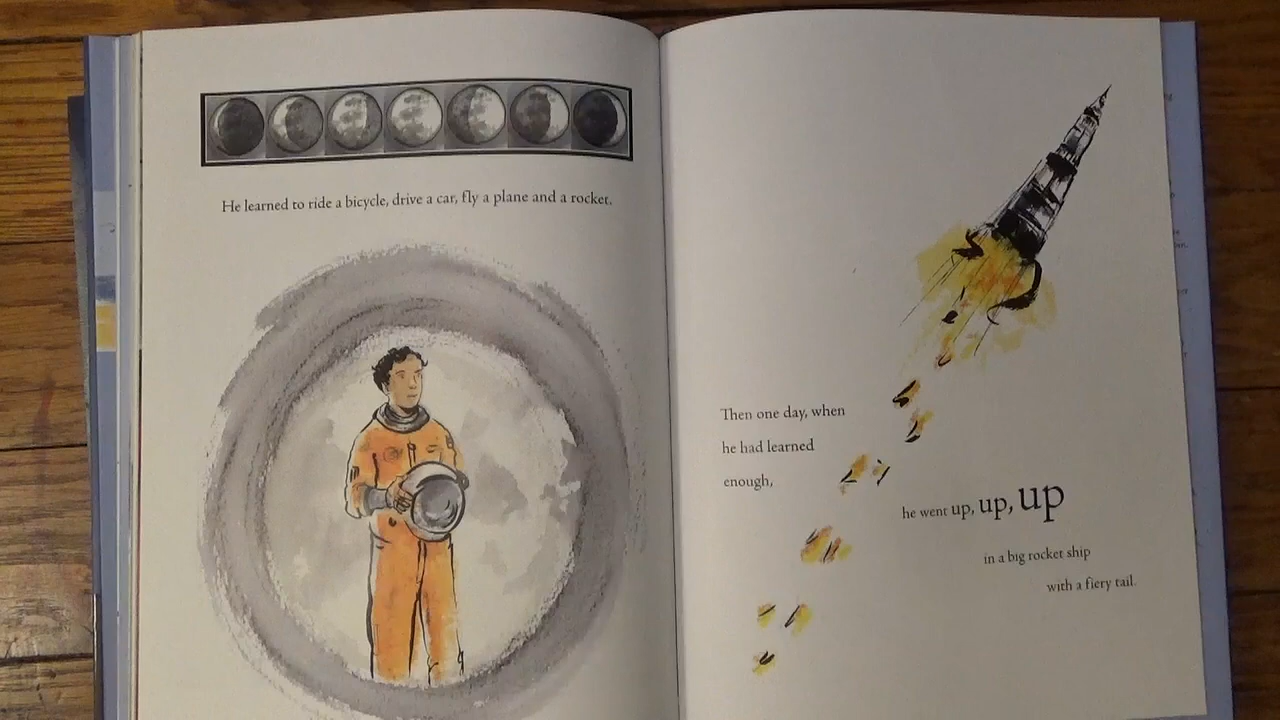 He learned to ride a bicycle, drive a car, fly a plane and a rocket.
Then one day, when
he had learned
enough,
he went up, up, up
in a big rocket ship
with a fiery tail.